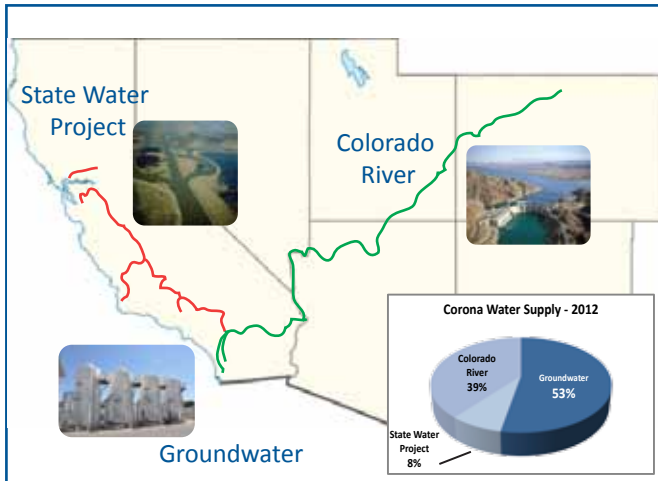 State Water
Project
Colorado
River
Groundwater
Corona Water Supply - 2012
Colorado
River
39%
Groundwater
53%
State Water
Project
8%